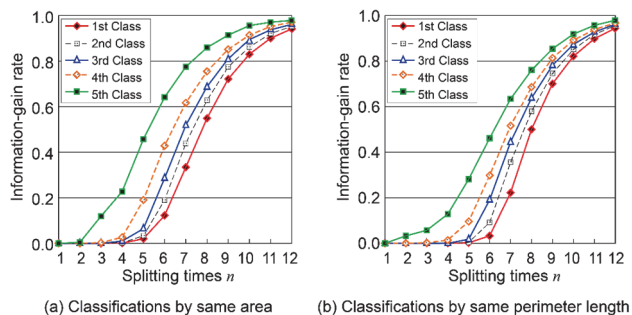 1.0
0.8
0.6
0.4
0.2
0.0
Information-gain rate
1st Class
2nd Class
3rd Class
4th Class
5th Class
1 2 3 4 5 6 7 8 9 10 11 12
Splitting times n
(a) Classifications by same area
1.0
0.8
0.6
0.4
0.2
0.0
Information-gain rate
1st Class
2nd Class
3rd Class
4th Class
5th Class
1 2 3 4 5 6 7 8 9 10 11 12
Splitting times n
(b) Classifications by same perimeter length